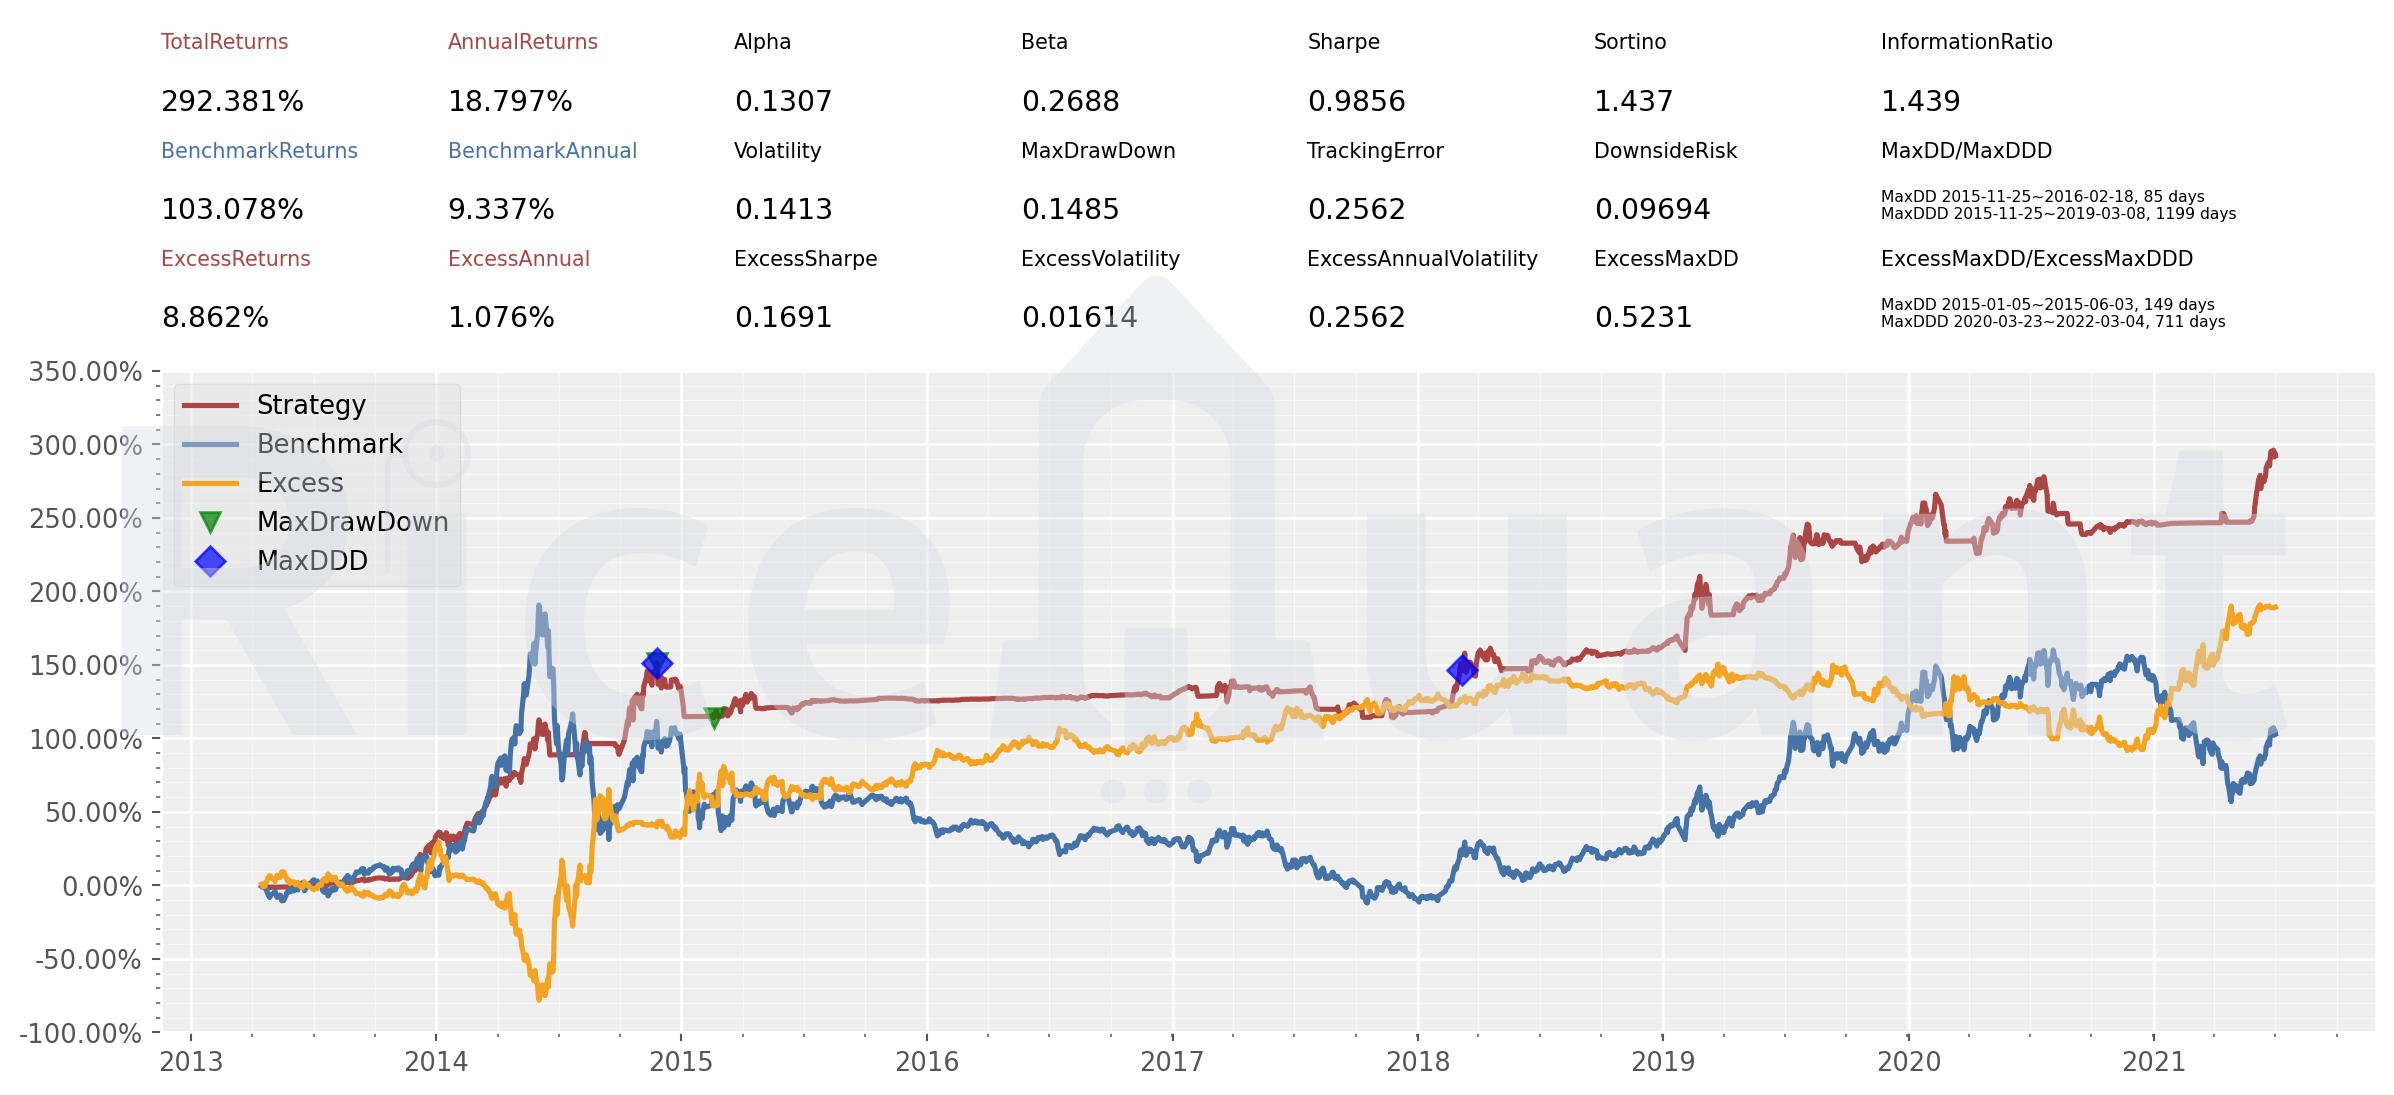 TotalReturns AnnualReturns Alpha Beta Sharpe Sortino InformationRatio
292.381% 18.797% 0.1307 0.2688 0.9856 1.437 1.439
BenchmarkReturns BenchmarkAnnual Volatility MaxDrawDown TrackingError DownsideRisk MaxDD/MaxDDD
103.078% 9.337% 0.1413 0.1485 0.2562 0.09694 MaxDD 2015-11-25~2016-02-18, 85 days
MaxDDD 2015-11-25~2019-03-08, 1199 days
ExcessReturns ExcessAnnual ExcessSharpe ExcessVolatility ExcessAnnualVolatility ExcessMaxDD ExcessMaxDD/ExcessMaxDDD
8.862% 1.076% 0.1691 0.01614 0.2562 0.5231 MaxDD 2015-01-05~2015-06-03, 149 days
MaxDDD 2020-03-23~2022-03-04, 711 days
350.00%
300.00%
250.00%
200.00%
150.00%
100.00%
50.00%
0.00%
-50.00%
-100.00%
Strategy
Benchmark
Excess
MaxDrawDown
MaxDDD
RiceQuant
2013 2014 2015 2016 2017 2018 2019 2020 2021